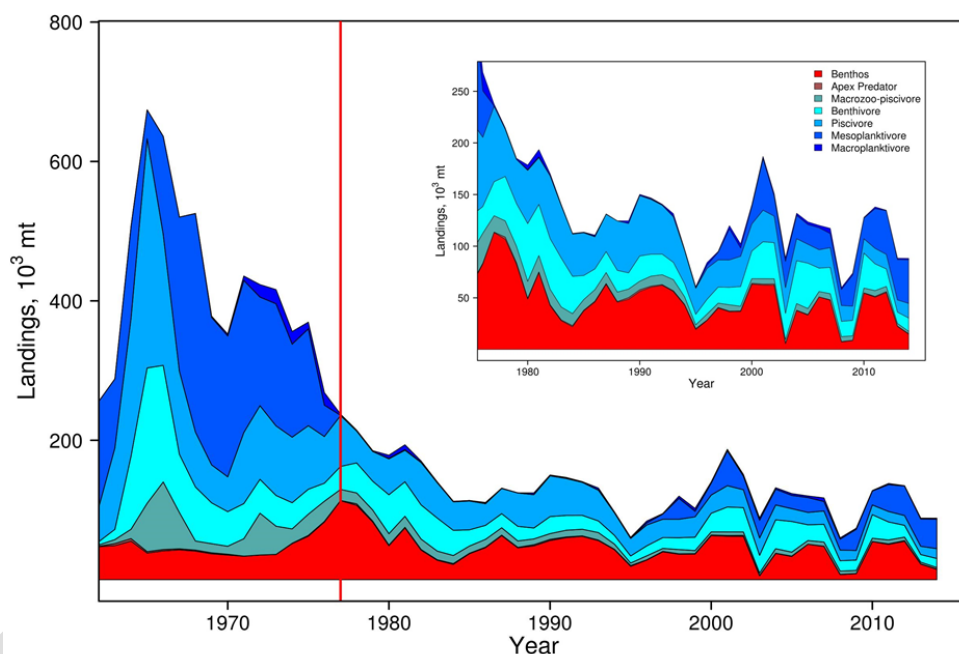 800
600
400
200
Landings, 10³ mt
1970
1980
1990
2000
2010
Year
250
200
150
100
50
Landings, 10³ mt
1980
1990
2000
2010
Year
Benthos
Apex Predator
Macrozoo-piscivore
Benthivore
Piscivore
Mesoplanktivore
Macroplanktivore